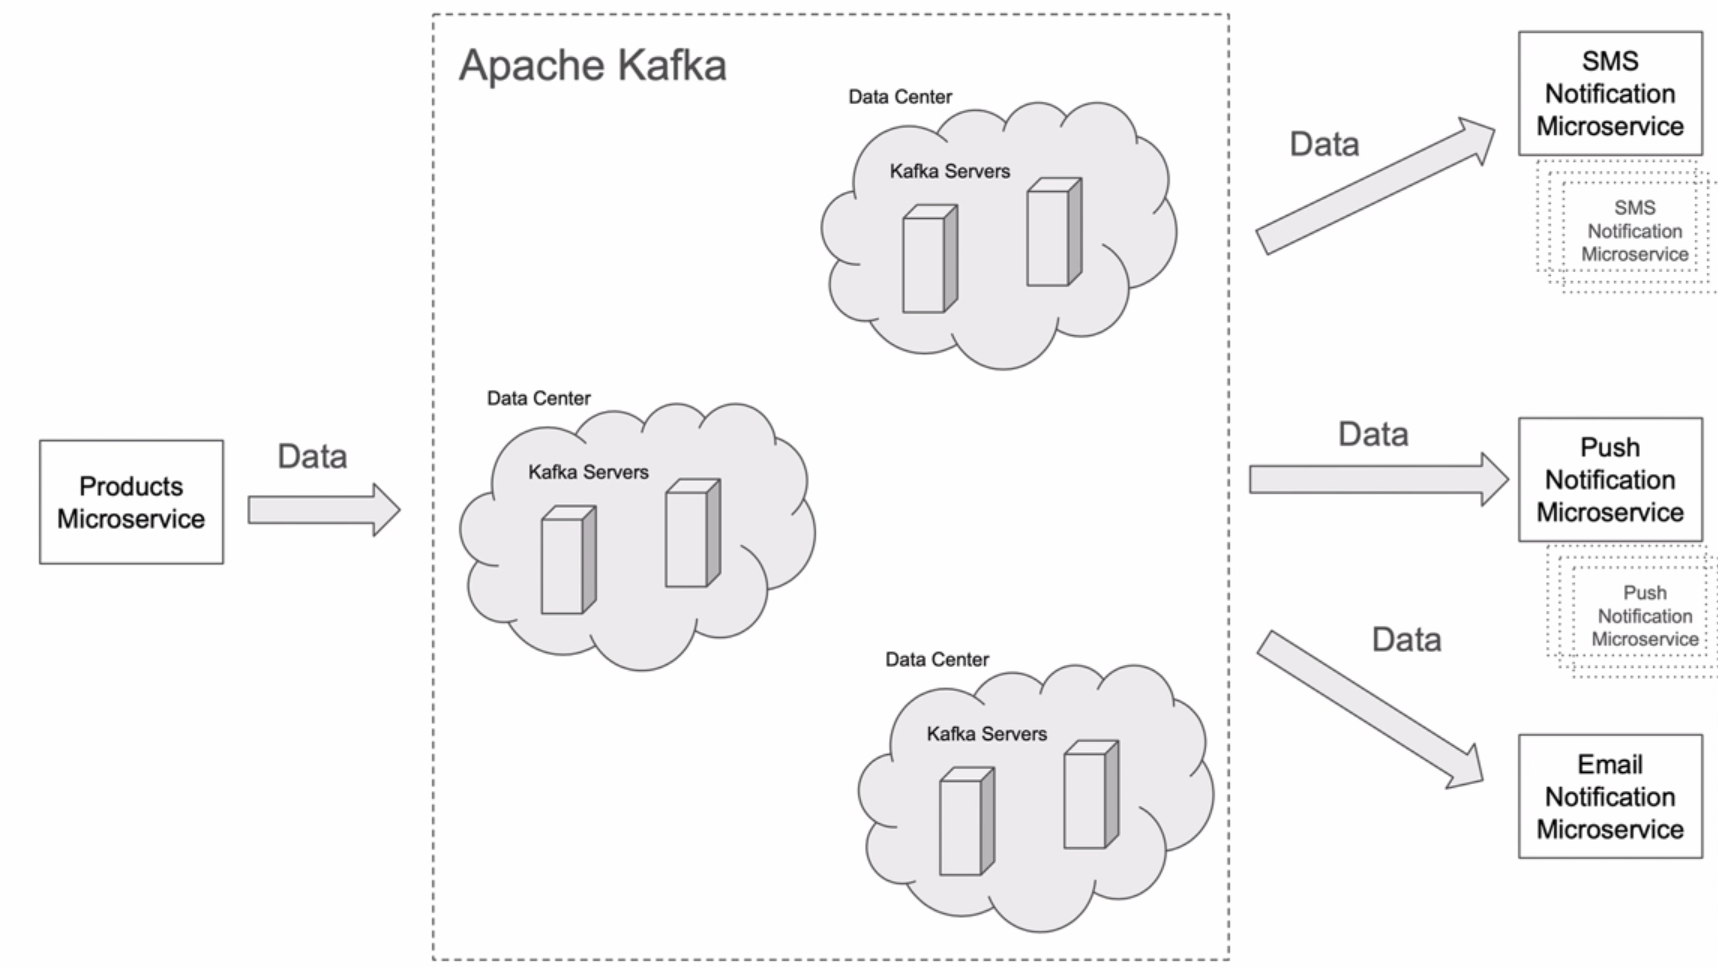 Apache Kafka
Products
Microservice
Data
Data Center
Kafka Servers
Data Center
Kafka Servers
Data Center
Kafka Servers
Data
SMS
Notification
Microservice
SMS
Notification
Microservice
Data
Push
Notification
Microservice
Push
Notification
Microservice
Data
Email
Notification
Microservice